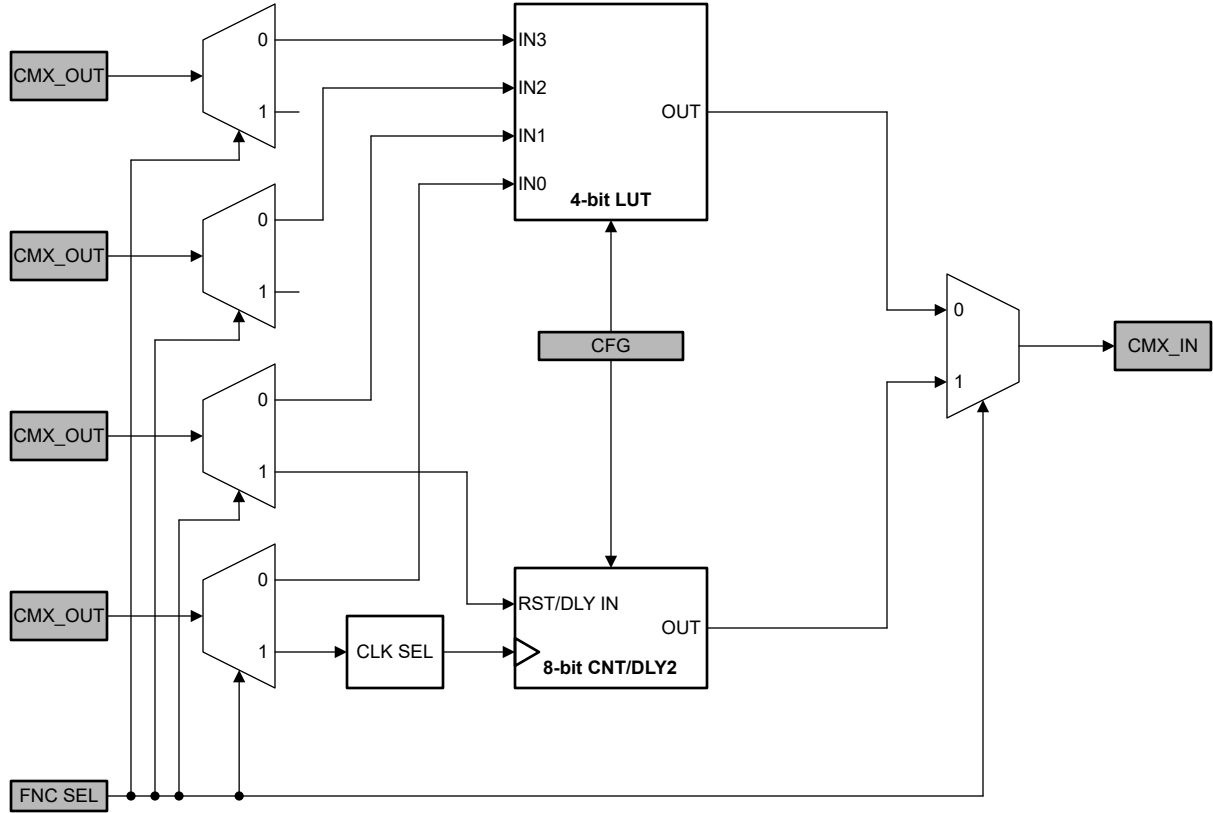 CMX_OUT
0
1
IN3
IN2
IN1
IN0
OUT
4-bit LUT
CMX_OUT
0
1
CFG
0
1
CMX_IN
CMX_OUT
0
1
CMX_OUT
0
1
CLK SEL
RST/DLY IN
OUT
8-bit CNT/DLY2
FNC SEL